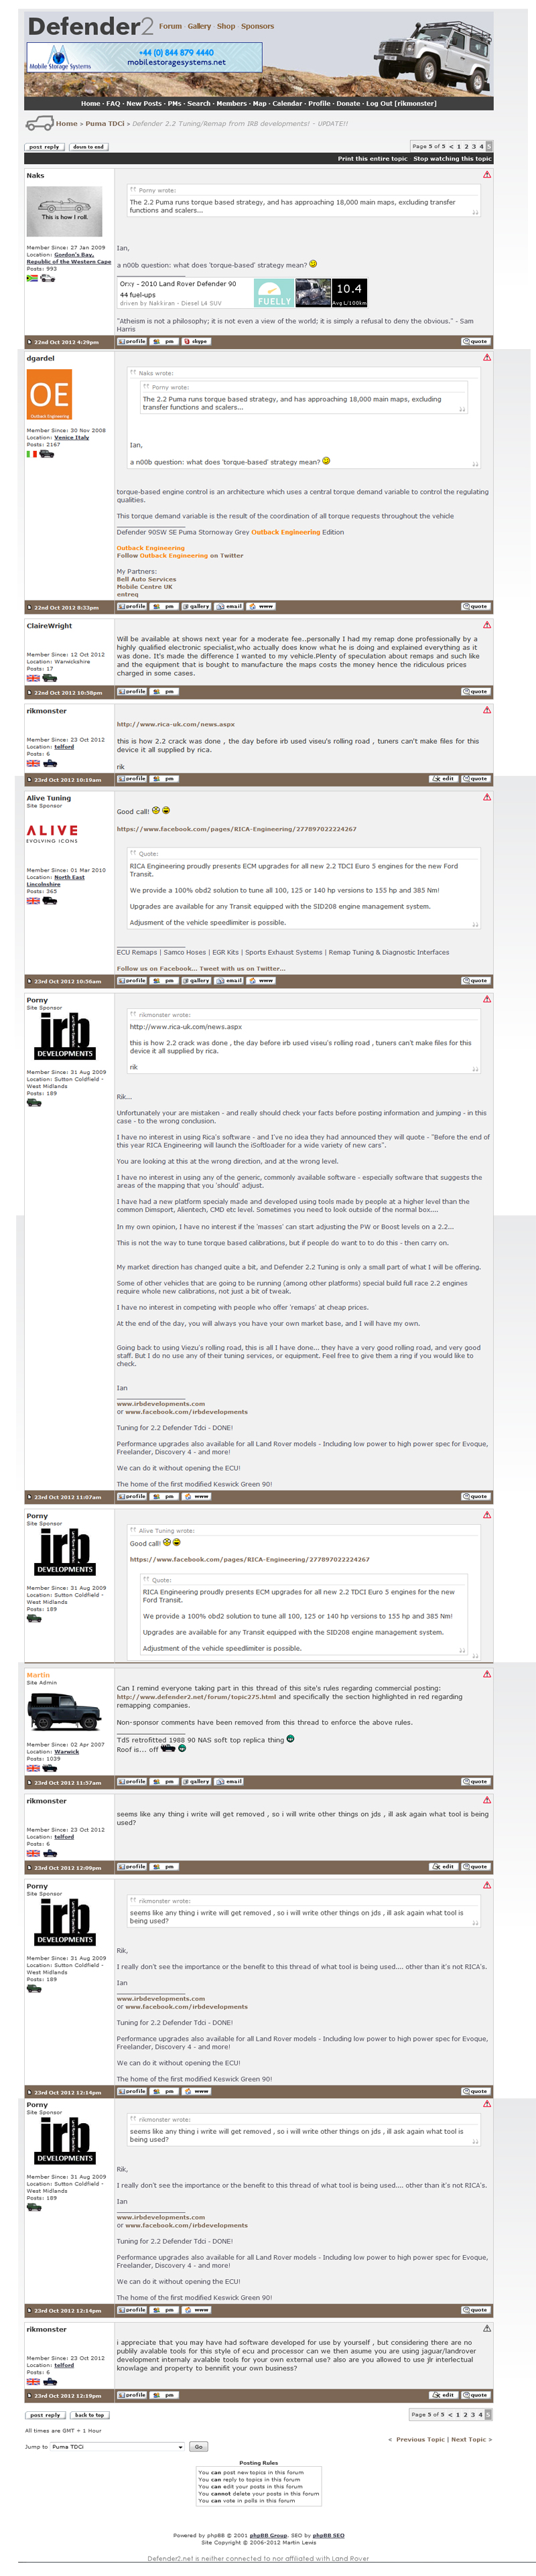 Defender2
Forum · Gallery · Shop · Sponsors
Mobile Storage Systems
+44 (0) 844 879 4440
mobilestoragesystems.net
Home · FAQ · New Posts · PMs · Search · Members · Map · Calendar · Profile · Donate · Log Out [rikmonster]
Home > Puma TDCi > Defender 2.2 Tuning/Remap from IRB developments! - UPDATE!!
post reply down to end
Page 5 of 5 < 1 2 3 4 5
Print this entire topic · Stop watching this topic
Naks
This is how I roll.
Member Since: 27 Jan 2009
Location: Gordon's Bay, Republic of the Western Cape
Posts: 993
Porny wrote:
The 2.2 Puma runs torque based strategy, and has approaching 18,000 main maps, excluding transfer
functions and scalers...
Ian,
a n00b question: what does 'torque-based' strategy mean?
Onxy - 2010 Land Rover Defender 90
44 fuel-ups
driven by Nakkiran - Diesel L4 SUV
FUELLY
10.4
Avg L/100km
"Atheism is not a philosophy; it is not even a view of the world; it is simply a refusal to deny the obvious." - Sam
Harris
22nd Oct 2012 4:29pm
profile pm skype quote
dgardel
OE
Outback Engineering
Member Since: 30 Nov 2008
Location: Venice Italy
Posts: 2167
Naks wrote:
Porny wrote:
The 2.2 Puma runs torque based strategy, and has approaching 18,000 main maps, excluding
transfer functions and scalers...
Ian,
a n00b question: what does 'torque-based' strategy mean?
torque-based engine control is an architecture which uses a central torque demand variable to control the regulating
qualities.
This torque demand variable is the result of the coordination of all torque requests throughout the vehicle
Defender 90SW SE Puma Stornoway Grey Outback Engineering Edition
Outback Engineering
Follow Outback Engineering on Twitter
My Partners:
Bell Auto Services
Mobile Centre UK
entreq
22nd Oct 2012 8:33pm
profile pm gallery email www quote
ClaireWright
Member Since: 12 Oct 2012
Location: Warwickshire
Posts: 17
Will be available at shows next year for a moderate fee..personally I had my remap done professionally by a
highly qualified electronic specialist,who actually does know what he is doing and explained everything as it
was done. It's made the difference I wanted to my vehicle.Plenty of speculation about remaps and such like
and the equipment that is bought to manufacture the maps costs the money hence the ridiculous prices
charged in some cases.
22nd Oct 2012 10:58pm
profile pm quote
rikmonster
Member Since: 23 Oct 2012
Location: telford
Posts: 6
http://www.rica-uk.com/news.aspx
this is how 2.2 crack was done , the day before irb used viseu's rolling road , tuners can't make files for this
device it all supplied by rica.
rik
23rd Oct 2012 10:19am
profile pm edit quote
Alive Tuning
Site Sponsor
ALIVE
EVOLVING ICONS
Member Since: 01 Mar 2010
Location: North East Lincolnshire
Posts: 365
Good call!
https://www.facebook.com/pages/RICA-Engineering/277897022224267
Quote:
RICA Engineering proudly presents ECM upgrades for all new 2.2 TDCI Euro 5 engines for the new Ford
Transit.
We provide a 100% obd2 solution to tune all 100, 125 or 140 hp versions to 155 hp and 385 Nm!
Upgrades are available for any Transit equipped with the SID208 engine management system.
Adjusment of the vehicle speedlimiter is possible.
ECU Remaps | Samco Hoses | EGR Kits | Sports Exhaust Systems | Remap Tuning & Diagnostic Interfaces
Follow us on Facebook... Tweet with us on Twitter...
23rd Oct 2012 10:56am
profile pm gallery email www quote
Porny
Site Sponsor
irb
DEVELOPMENTS
Member Since: 31 Aug 2009
Location: Sutton Coldfield - West Midlands
Posts: 189
rikmonster wrote:
http://www.rica-uk.com/news.aspx
this is how 2.2 crack was done , the day before irb used viseu's rolling road , tuners can't make files for this
device it all supplied by rica.
rik
Rik...
Unfortunately your are mistaken - and really should check your facts before posting information and jumping - in this
case - to the wrong conclusion.
I have no interest in using Rica's software - and I've no idea they had announced they will quote - "Before the end of
this year RICA Engineering will launch the iSoftloader for a wide variety of new cars".
You are looking at this at the wrong direction, and at the wrong level.
I have no interest in using any of the generic, commonly available software - especially software that suggests the
areas of the mapping that you 'should' adjust.
I have had a new platform specialy made and developed using tools made by people at a higher level than the
common Dimsport, Alientech, CMD etc level. Sometimes you need to look outside of the normal box....
In my own opinion, I have no interest if the 'masses' can start adjusting the PW or Boost levels on a 2.2...
This is not the way to tune torque based calibrations, but if people do want to to do this - then carry on.
My market direction has changed quite a bit, and Defender 2.2 Tuning is only a small part of what I will be offering.
Some of other vehicles that are going to be running (among other platforms) special build full race 2.2 engines
require whole new calibrations, not just a bit of tweak.
I have no interest in competing with people who offer 'remaps' at cheap prices.
At the end of the day, you will always you have your own market base, and I will have my own.
Going back to using Viezu's rolling road, this is all I have done... they have a very good rolling road, and very good
staff. But I do no use any of their tuning services, or equipment. Feel free to give them a ring if you would like to
check.
Ian
www.irbdevelopments.com
or www.facebook.com/irbdevelopments
Tuning for 2.2 Defender Tdci - DONE!
Performance upgrades also available for all Land Rover models - Including low power to high power spec for Evoque,
Freelander, Discovery 4 - and more!
We can do it without opening the ECU!
The home of the first modified Keswick Green 90!
23rd Oct 2012 11:07am
profile pm www quote
Porny
Site Sponsor
irb
DEVELOPMENTS
Member Since: 31 Aug 2009
Location: Sutton Coldfield - West Midlands
Posts: 189
Alive Tuning wrote:
Good call!
https://www.facebook.com/pages/RICA-Engineering/277897022224267
Quote:
RICA Engineering proudly presents ECM upgrades for all new 2.2 TDCI Euro 5 engines for the new
Ford Transit.
We provide a 100% obd2 solution to tune all 100, 125 or 140 hp versions to 155 hp and 385 Nm!
Upgrades are available for any Transit equipped with the SID208 engine management system.
Adjustment of the vehicle speedlimiter is possible.
Martin
Site Admin
Member Since: 02 Apr 2007
Location: Warwick
Posts: 1039
Can I remind everyone taking part in this thread of this site's rules regarding commercial posting:
http://www.defender2.net/forum/topic275.html and specifically the section highlighted in red regarding
remapping companies.
Non-sponsor comments have been removed from this thread to enforce the above rules.
Td5 retrofitted 1988 90 NAS soft top replica thing
Roof is... off
23rd Oct 2012 11:57am
profile pm gallery email quote
rikmonster
Member Since: 23 Oct 2012
Location: telford
Posts: 6
seems like any thing i write will get removed , so i will write other things on jds , ill ask again what tool is being
used?
23rd Oct 2012 12:09pm
profile pm edit quote
Porny
Site Sponsor
irb
DEVELOPMENTS
Member Since: 31 Aug 2009
Location: Sutton Coldfield - West Midlands
Posts: 189
rikmonster wrote:
seems like any thing i write will get removed , so i will write other things on jds , ill ask again what tool is
being used?
Rik,
I really don't see the importance or the benefit to this thread of what tool is being used.... other than it's not RICA's.
Ian
www.irbdevelopments.com
or www.facebook.com/irbdevelopments
Tuning for 2.2 Defender Tdci - DONE!
Performance upgrades also available for all Land Rover models - Including low power to high power spec for Evoque,
Freelander, Discovery 4 - and more!
We can do it without opening the ECU!
The home of the first modified Keswick Green 90!
23rd Oct 2012 12:14pm
profile pm www quote
Porny
Site Sponsor
irb
DEVELOPMENTS
Member Since: 31 Aug 2009
Location: Sutton Coldfield - West Midlands
Posts: 189
rikmonster wrote:
seems like any thing i write will get removed , so i will write other things on jds , ill ask again what tool is
being used?
Rik,
I really don't see the importance or the benefit to this thread of what tool is being used.... other than it's not RICA's.
Ian
www.irbdevelopments.com
or www.facebook.com/irbdevelopments
Tuning for 2.2 Defender Tdci - DONE!
Performance upgrades also available for all Land Rover models - Including low power to high power spec for Evoque,
Freelander, Discovery 4 - and more!
We can do it without opening the ECU!
The home of the first modified Keswick Green 90!
23rd Oct 2012 12:14pm
profile pm www quote
rikmonster
Member Since: 23 Oct 2012
Location: telford
Posts: 6
i appreciate that you may have had software developed for use by yourself , but considering there are no
publily avalable tools for this style of ecu and processor can we then asume you are using jaguar/landrover
development internaly avaible tools for your own external use? also are you allowed to use jlr intelectual
knowlage and property to bennifit your own business?
23rd Oct 2012 12:19pm
profile pm edit quote
post reply back to top
Page 5 of 5 < 1 2 3 4 5
All times are GMT + 1 Hour
< Previous Topic | Next Topic >
Jump to Puma TDCi Go
Posting Rules
You can post new topics in this forum
You can reply to topics in this forum
You can edit your posts in this forum
You cannot delete your posts in this forum
You can vote in polls in this forum
Powered by phpBB © 2001 phpBB Group. SEO by phpBB SEO
Site Copyright © 2006-2012 Martin Lewis
Defender2.net is neither connected to nor affiliated with Land Rover